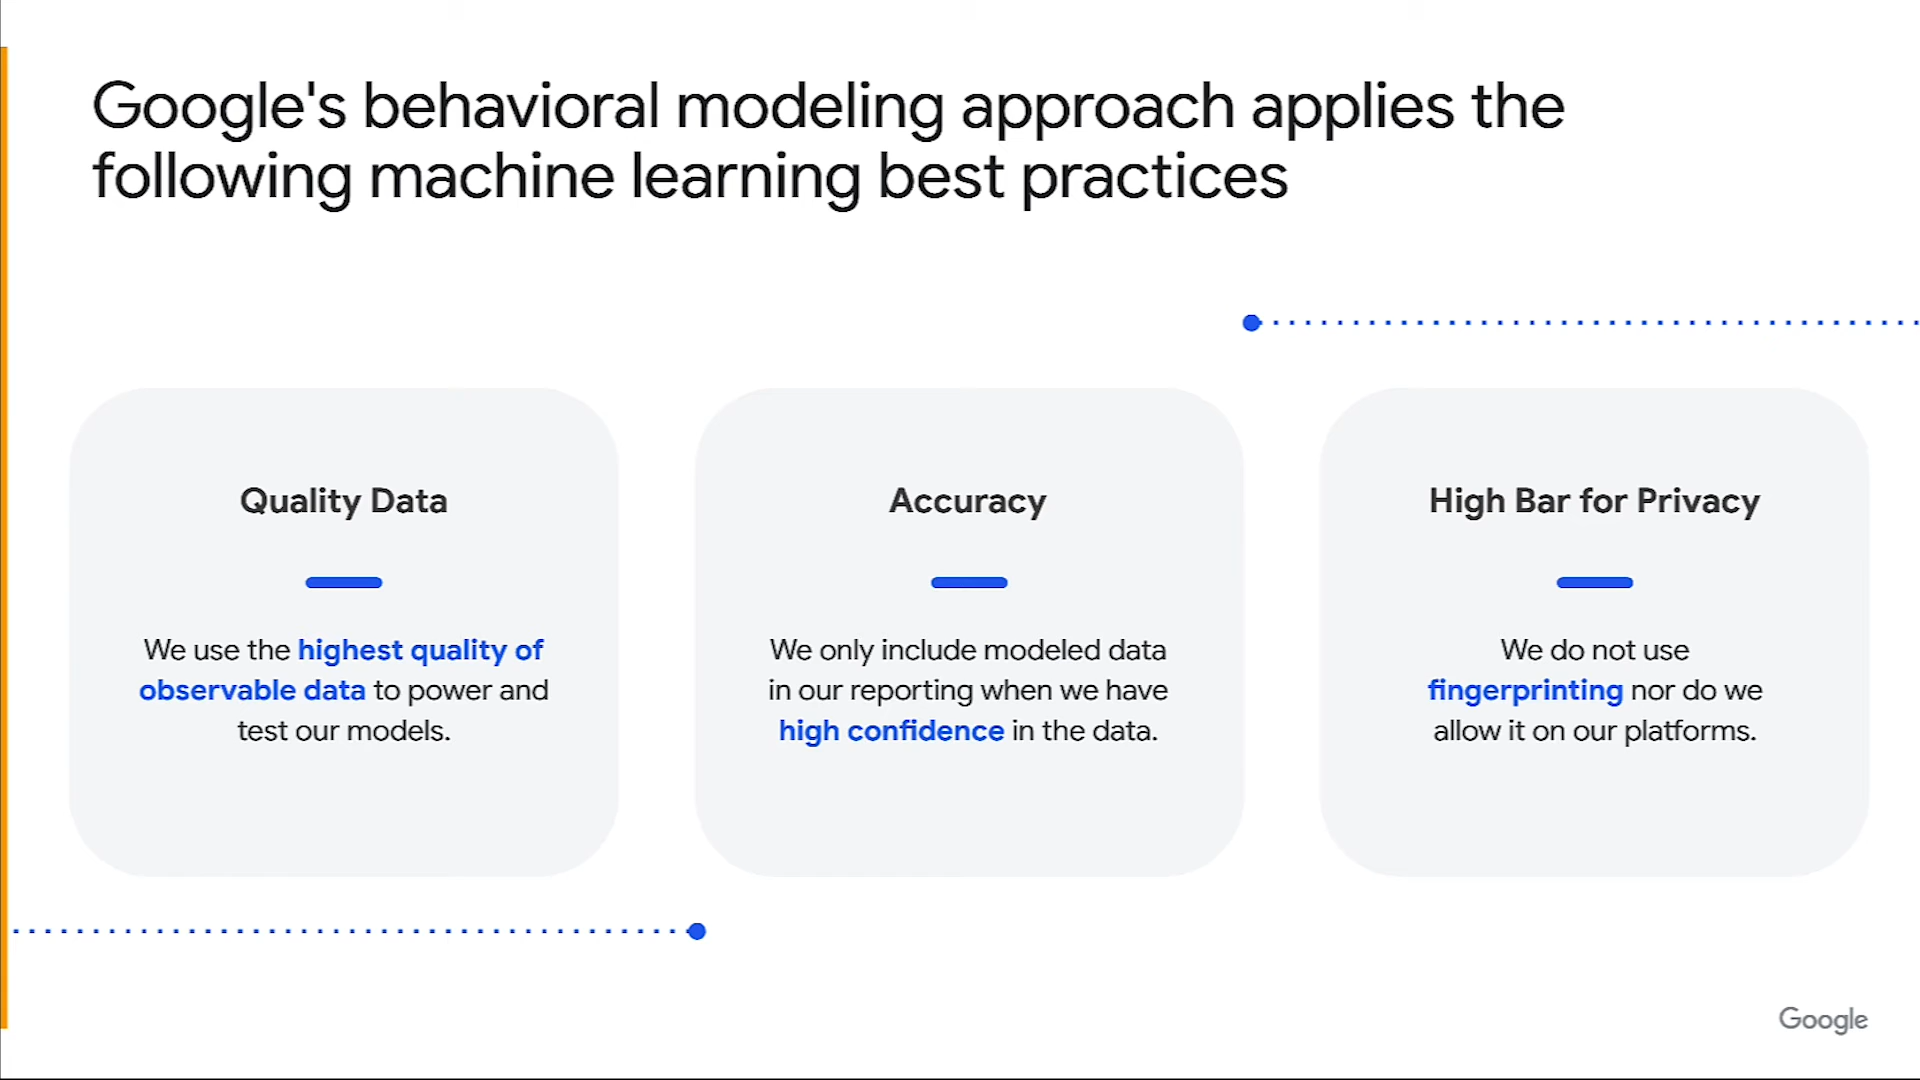 Google's behavioral modeling approach applies the
following machine learning best practices
Quality Data
We use the highest quality of
observable data to power and
test our models.
Accuracy
We only include modeled data
in our reporting when we have
high confidence in the data.
High Bar for Privacy
We do not use
fingerprinting nor do we
allow it on our platforms.
Google